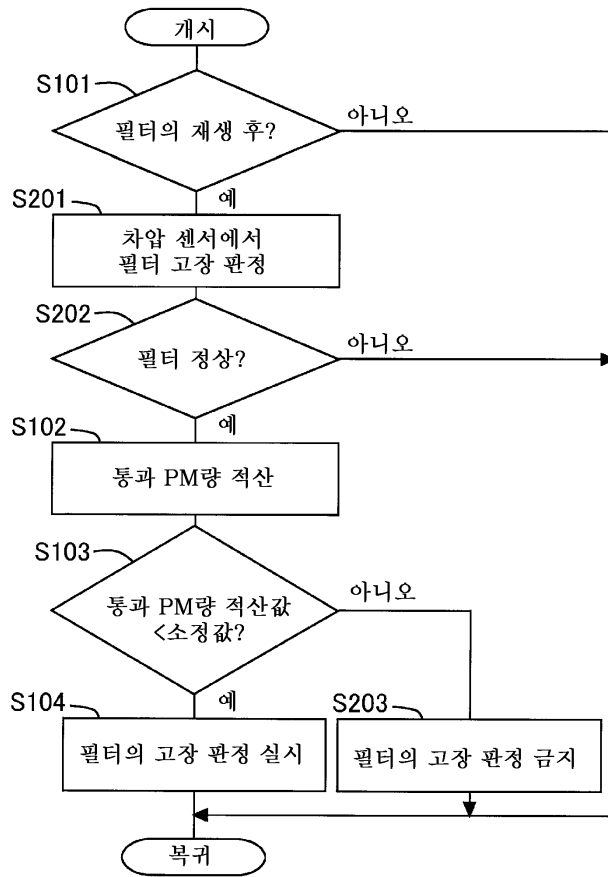 개시
S101
필터의 재생 후?
아니오
예
S201
차압 센서에서
필터 고장 판정
S202
필터 정상?
아니오
예
S102
통과 PM량 적산
S103
통과 PM량 적산값
<소정값?
아니오
예
S104
필터의 고장 판정 실시
S203
필터의 고장 판정 금지
복귀